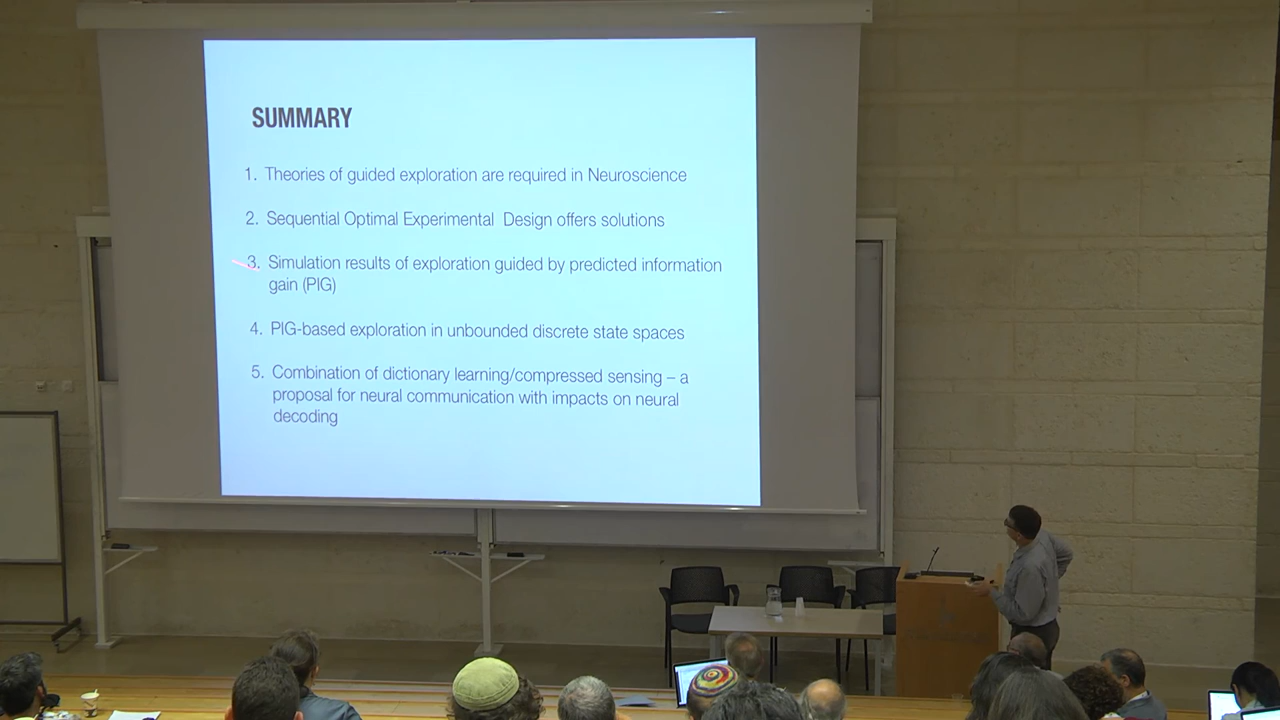 SUMMARY
1. Theories of guided exploration are required in Neuroscience
2. Sequential Optimal Experimental Design offers solutions
3. Simulation results of exploration guided by predicted information
gain (PIG)
4. PIG-based exploration in unbounded discrete state spaces
5. Combination of dictionary learning/compressed sensing – a
proposal for neural communication with impacts on neural
decoding